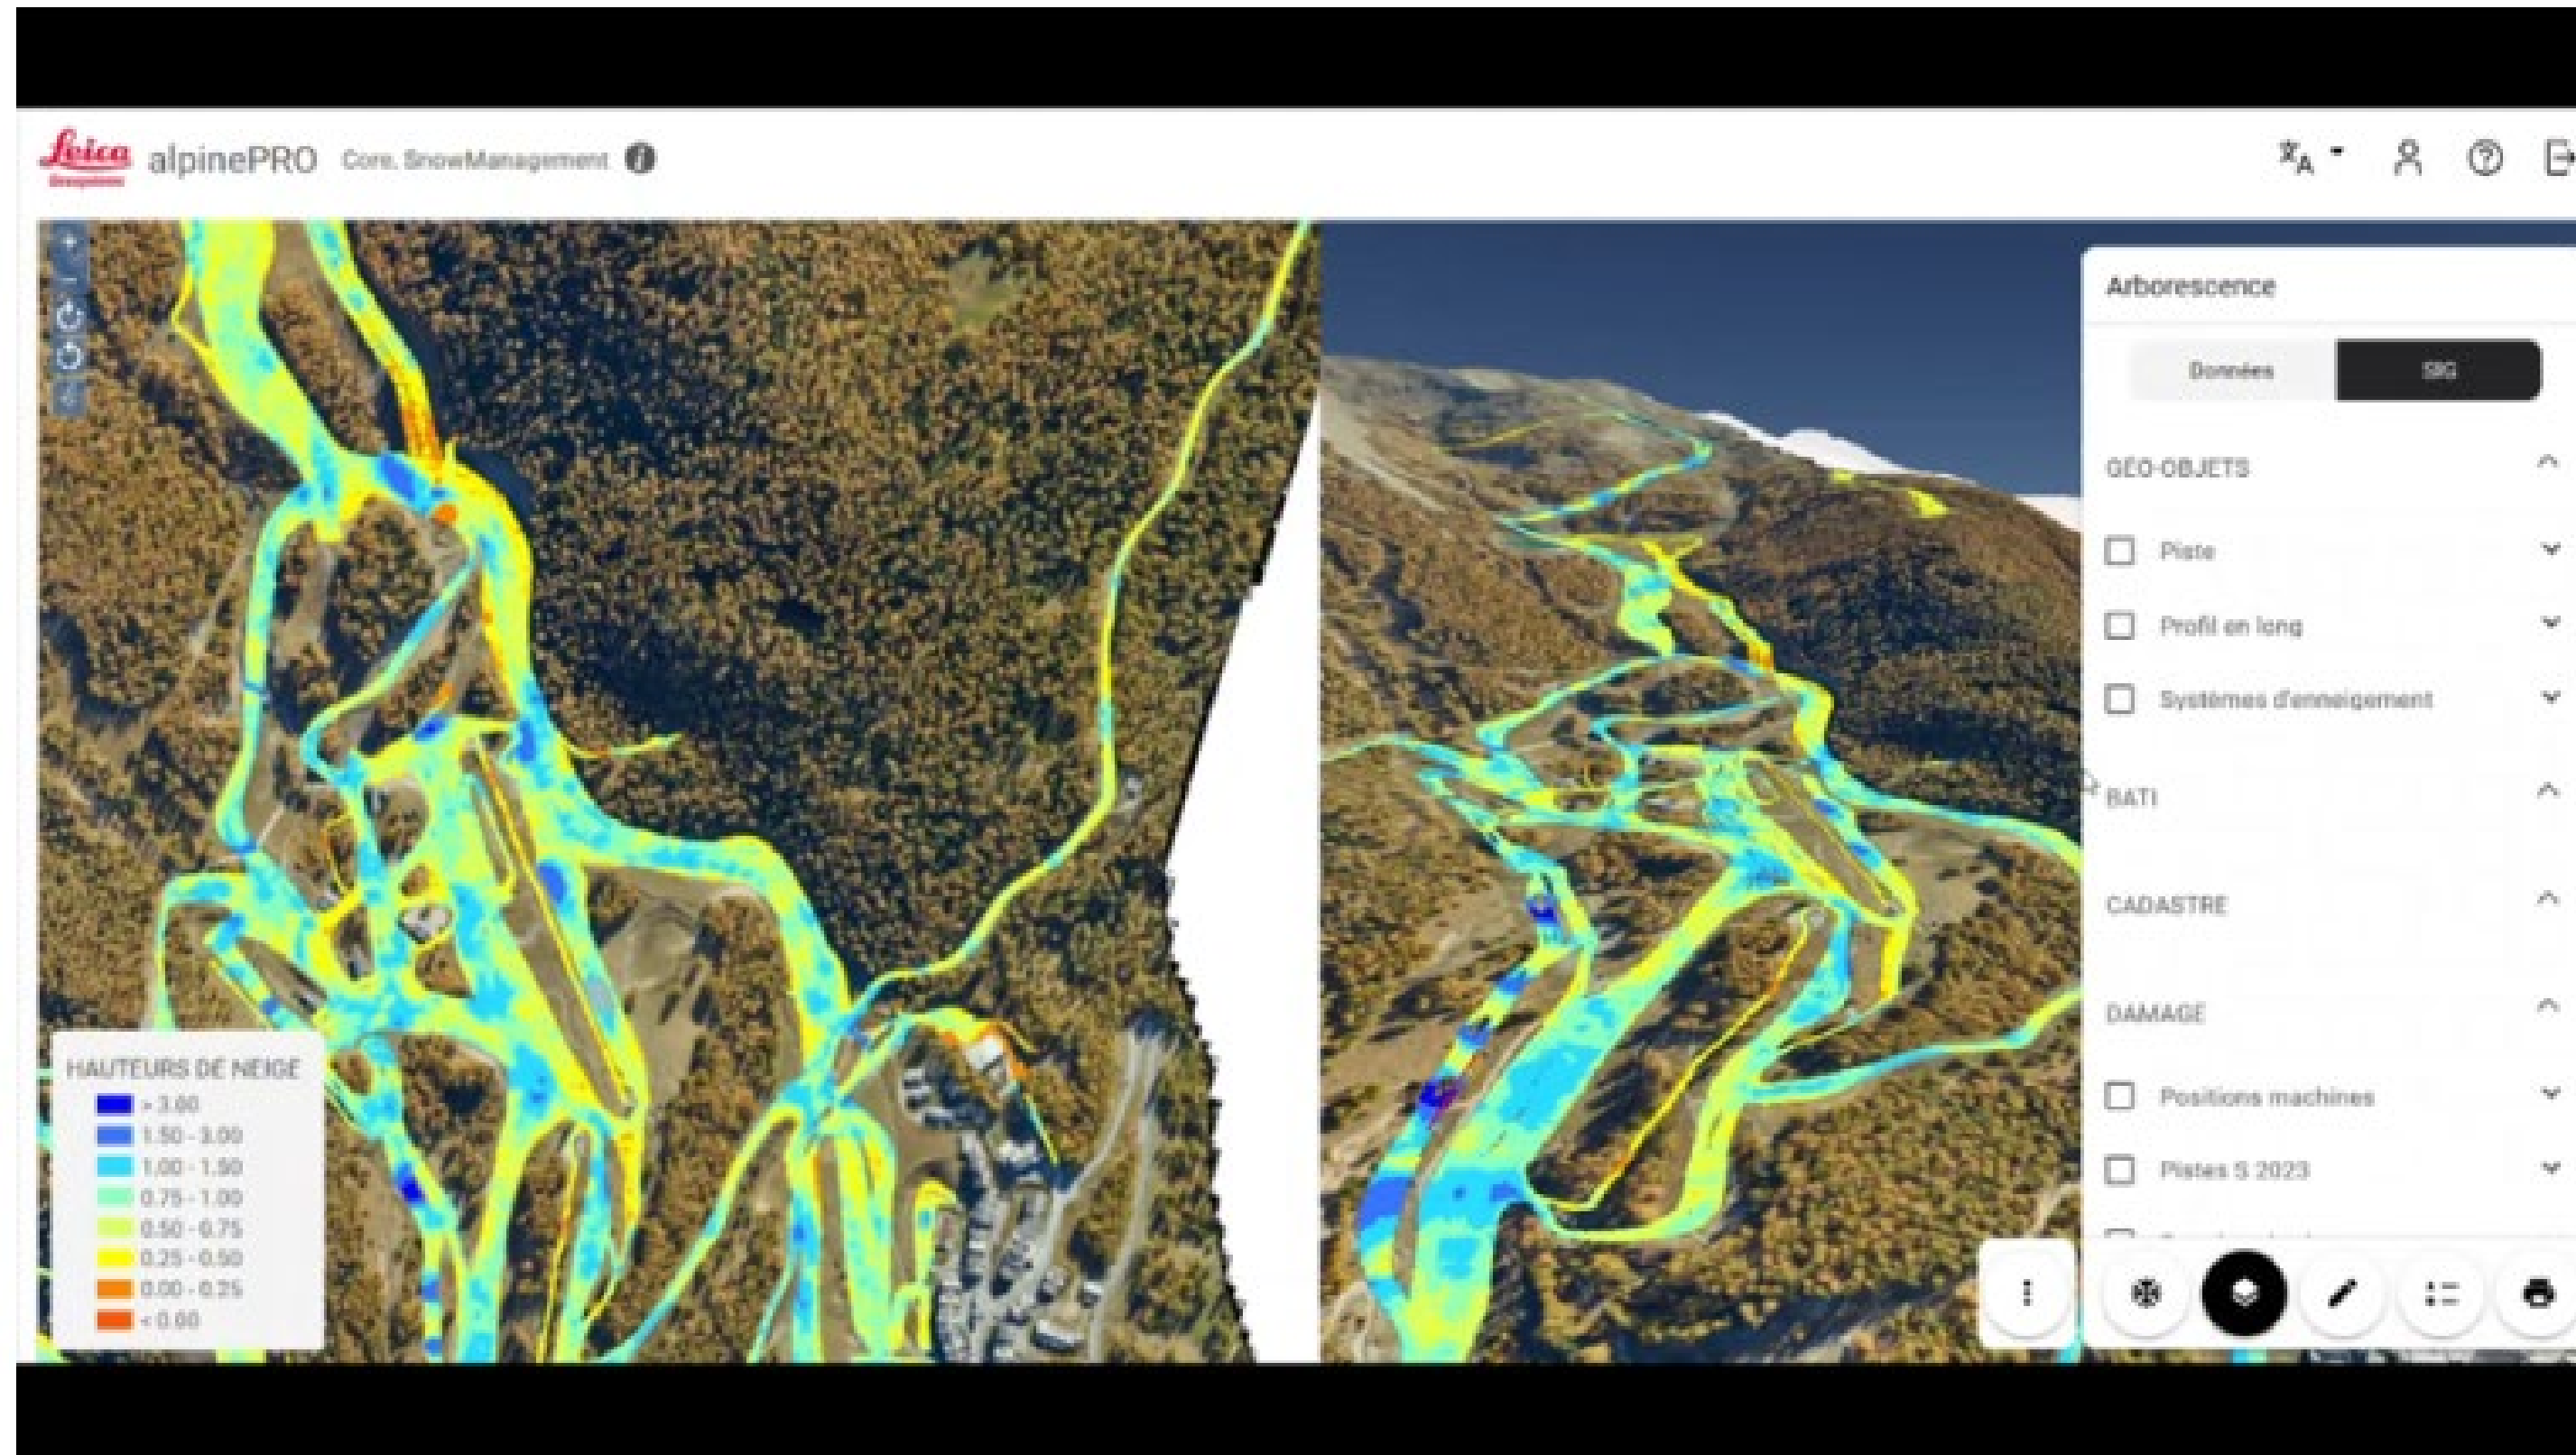 Leica
Geosystems
alpinePRO
Core, SnowManagement
Arborescence
Données
SIG
GÉO-OBJETS
Piste
Profil en long
Systèmes d'enneigement
BATI
CADASTRE
DAMAGE
Positions machines
Pistes S 2023
HAUTEURS DE NEIGE
> 3.00
1.50 - 3.00
1.00 - 1.50
0.75 - 1.00
0.50 - 0.75
0.25 - 0.50
0.00 - 0.25
< 0.00